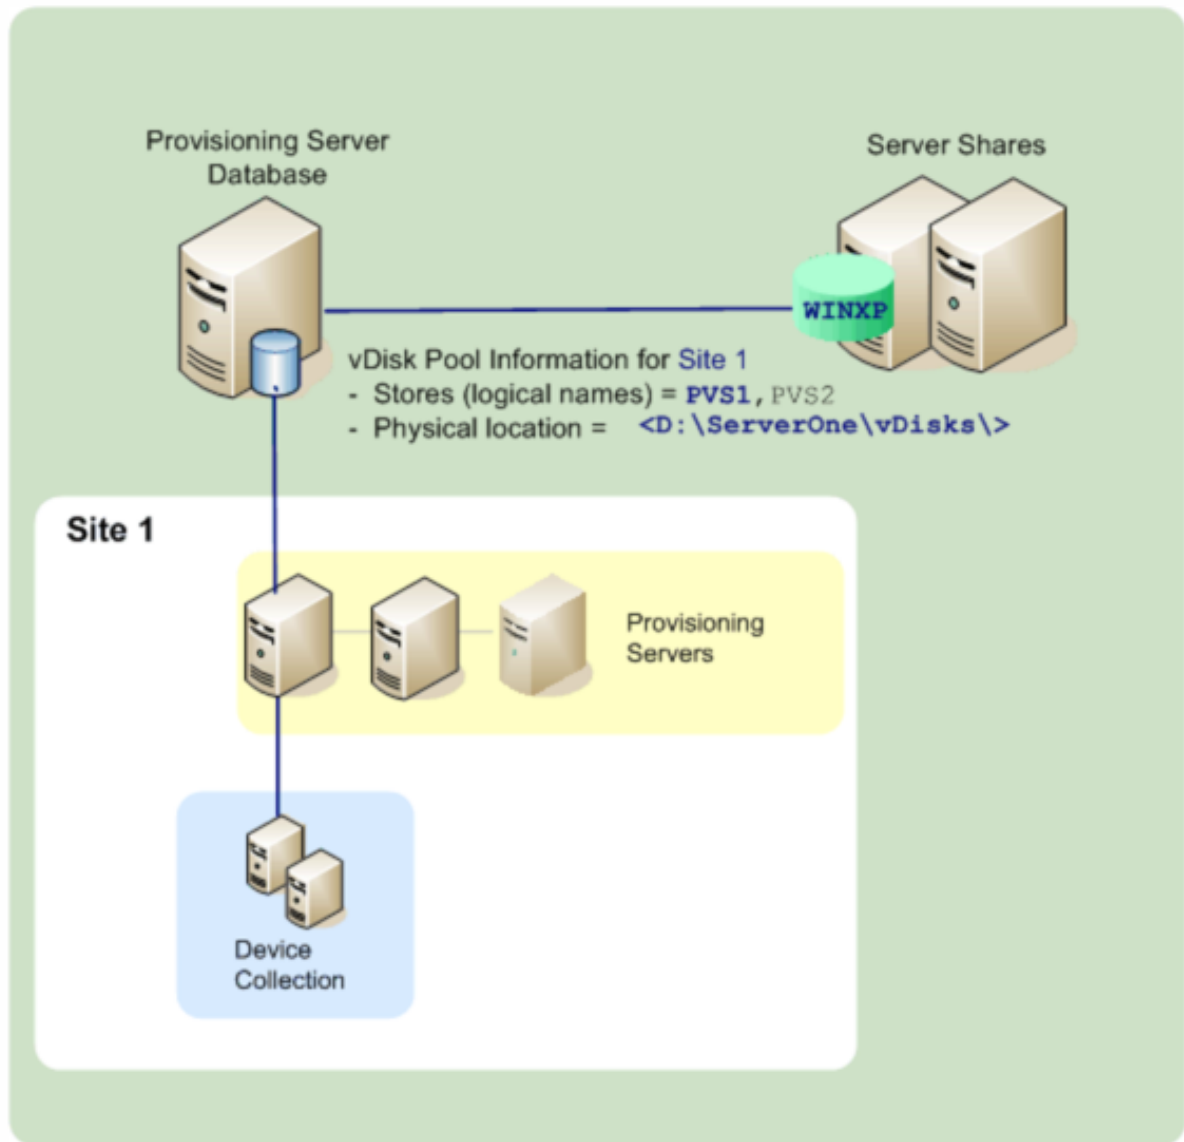 Provisioning Server
Database
Server Shares
WINXP
vDisk Pool Information for Site 1
- Stores (logical names) = PVS1, PVS2
- Physical location = <D:\ServerOne\vDisks\>
Site 1
Provisioning
Servers
Device
Collection